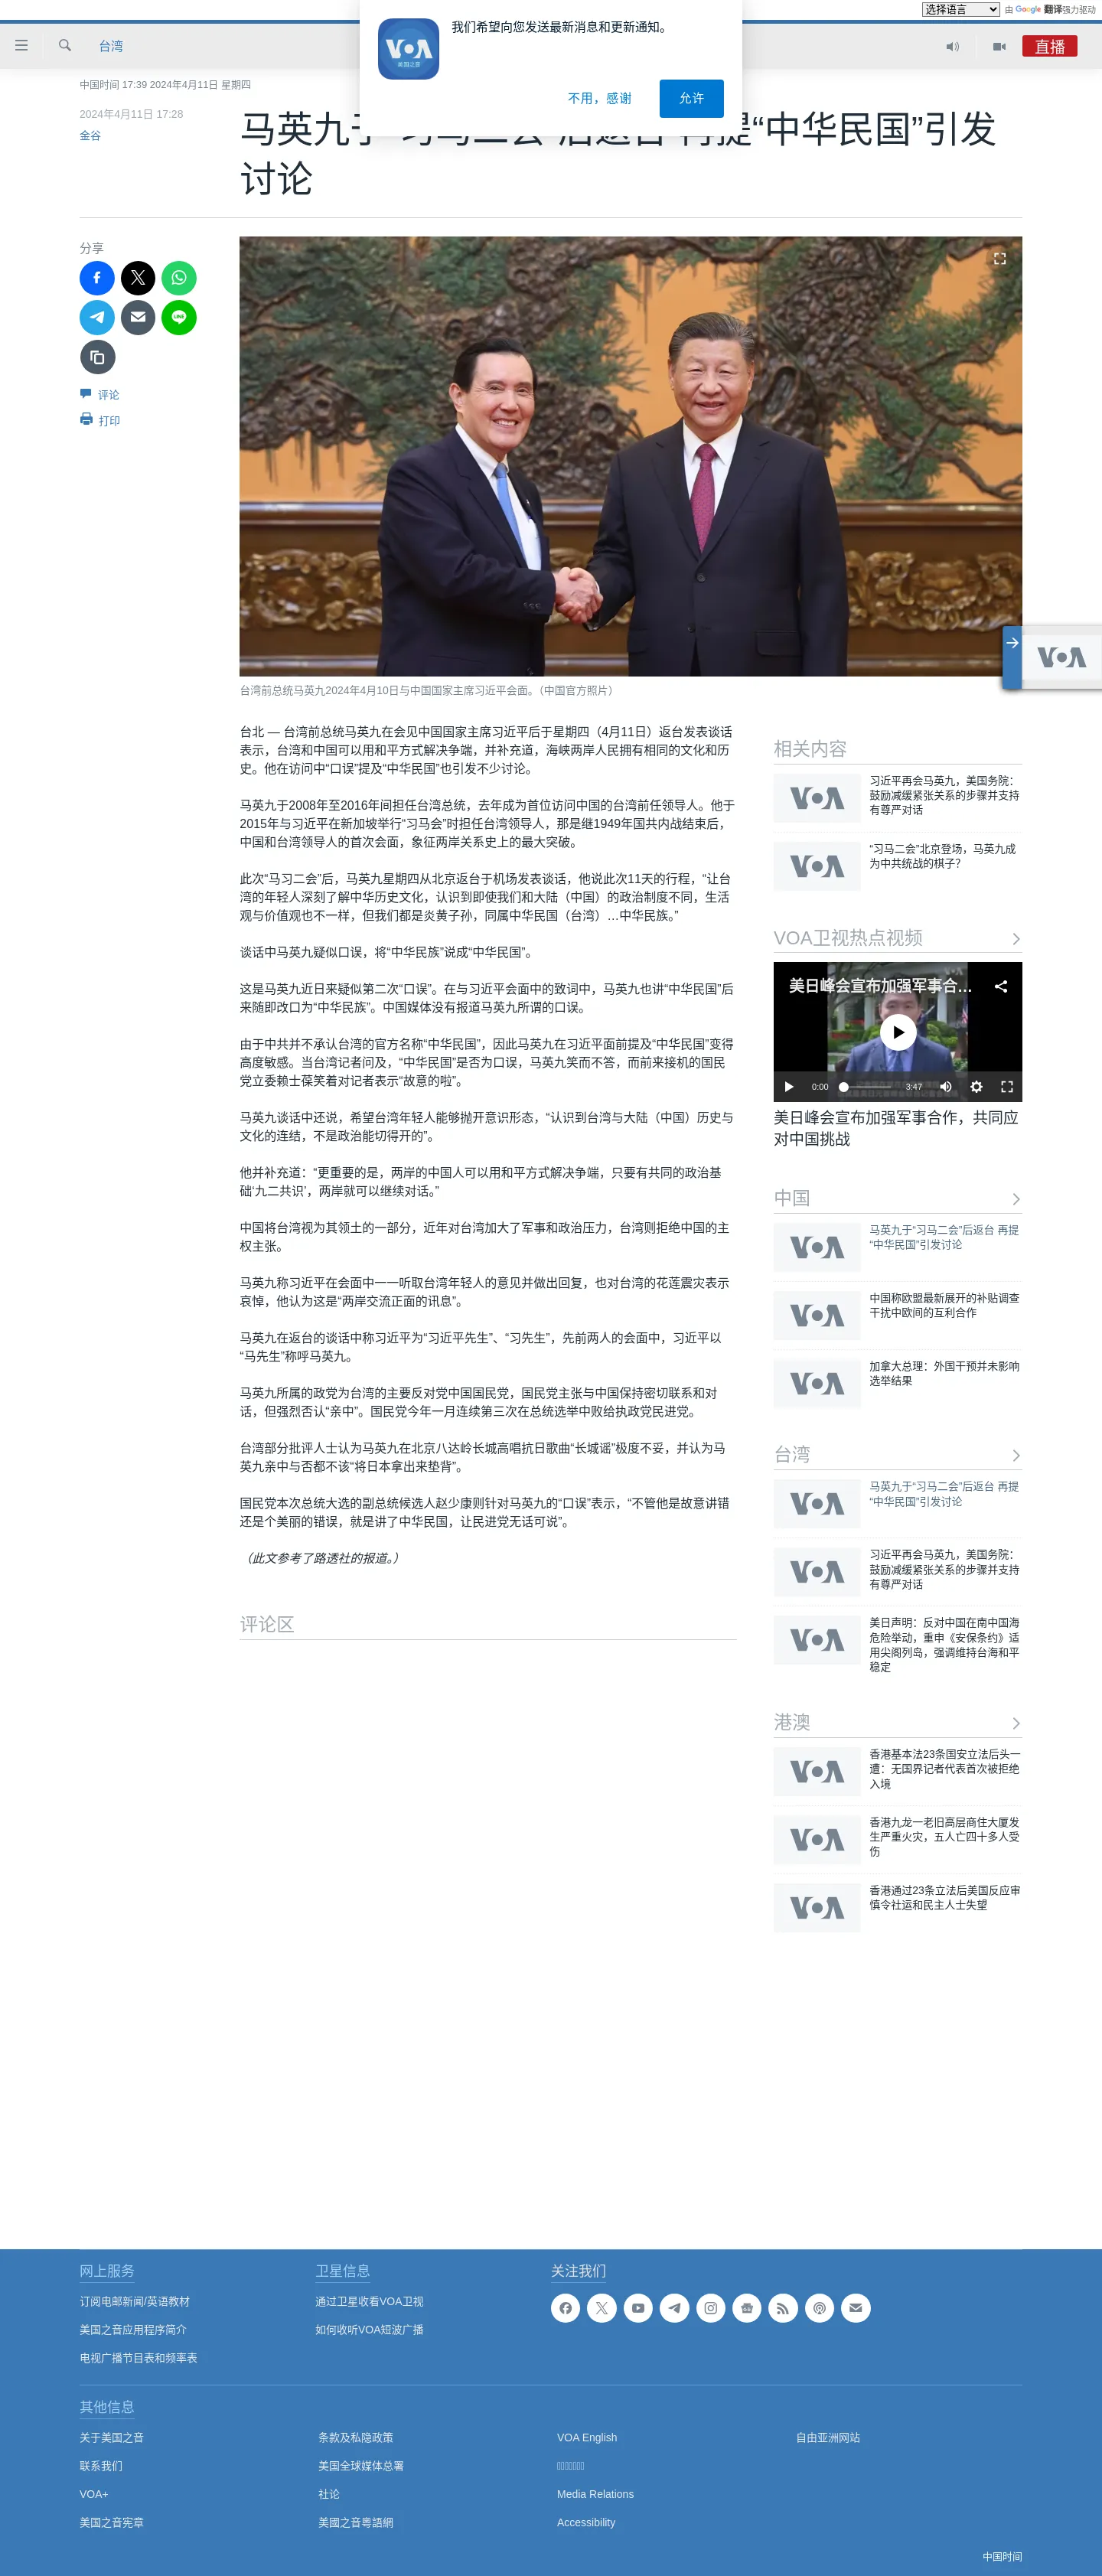 选择语言 由 Google 翻译强力驱动
我们希望向您发送最新消息和更新通知。
VOA
美国之音
不用，感谢
允许
台湾
直播
中国时间 17:39 2024年4月11日 星期四
2024年4月11日 17:28
金谷
马英九于
再提“中华民国”引发
讨论
分享
评论
打印
台湾前总统马英九2024年4月10日与中国国家主席习近平会面。（中国官方照片）
VOA
台北 — 台湾前总统马英九在会见中国国家主席习近平后于星期四（4月11日）返台发表谈话
表示，台湾和中国可以用和平方式解决争端，并补充道，海峡两岸人民拥有相同的文化和历
史。他在访问中“口误”提及“中华民国”也引发不少讨论。
马英九于2008年至2016年间担任台湾总统，去年成为首位访问中国的台湾前任领导人。他于
2015年与习近平在新加坡举行“习马会”时担任台湾领导人，那是继1949年国共内战结束后，
中国和台湾领导人的首次会面，象征两岸关系史上的最大突破。
此次“马习二会”后，马英九星期四从北京返台于机场发表谈话，他说此次11天的行程，“让台
湾的年轻人深刻了解中华历史文化，认识到即使我们和大陆（中国）的政治制度不同，生活
观与价值观也不一样，但我们都是炎黄子孙，同属中华民国（台湾）…中华民族。”
谈话中马英九疑似口误，将“中华民族”说成“中华民国”。
这是马英九近日来疑似第二次“口误”。在与习近平会面中的致词中，马英九也讲“中华民国”后
来随即改口为“中华民族”。中国媒体没有报道马英九所谓的口误。
由于中共并不承认台湾的官方名称“中华民国”，因此马英九在习近平面前提及“中华民国”变得
高度敏感。当台湾记者问及，“中华民国”是否为口误，马英九笑而不答，而前来接机的国民
党立委赖士葆笑着对记者表示“故意的啦”。
马英九谈话中还说，希望台湾年轻人能够抛开意识形态，“认识到台湾与大陆（中国）历史与
文化的连结，不是政治能切得开的”。
他并补充道：“更重要的是，两岸的中国人可以用和平方式解决争端，只要有共同的政治基
础‘九二共识’，两岸就可以继续对话。”
中国将台湾视为其领土的一部分，近年对台湾加大了军事和政治压力，台湾则拒绝中国的主
权主张。
马英九称习近平在会面中一一听取台湾年轻人的意见并做出回复，也对台湾的花莲震灾表示
哀悼，他认为这是“两岸交流正面的讯息”。
马英九在返台的谈话中称习近平为“习近平先生”、“习先生”，先前两人的会面中，习近平以
“马先生”称呼马英九。
马英九所属的政党为台湾的主要反对党中国国民党，国民党主张与中国保持密切联系和对
话，但强烈否认“亲中”。国民党今年一月连续第三次在总统选举中败给执政党民进党。
台湾部分批评人士认为马英九在北京八达岭长城高唱抗日歌曲“长城谣”极度不妥，并认为马
英九亲中与否都不该“将日本拿出来垫背”。
国民党本次总统大选的副总统候选人赵少康则针对马英九的“口误”表示，“不管他是故意讲错
还是个美丽的错误，就是讲了中华民国，让民进党无话可说”。
（此文参考了路透社的报道。）
评论区
相关内容
VOA
习近平再会马英九，美国务院：
鼓励减缓紧张关系的步骤并支持
有尊严对话
VOA
“习马二会”北京登场，马英九成
为中共统战的棋子？
VOA卫视热点视频
美日峰会宣布加强军事合...
0:00
3:47
美日峰会宣布加强军事合作，共同应
对中国挑战
中国
VOA
马英九于“习马二会”后返台 再提
“中华民国”引发讨论
VOA
中国称欧盟最新展开的补贴调查
干扰中欧间的互利合作
VOA
加拿大总理：外国干预并未影响
选举结果
台湾
VOA
马英九于“习马二会”后返台 再提
“中华民国”引发讨论
VOA
习近平再会马英九，美国务院：
鼓励减缓紧张关系的步骤并支持
有尊严对话
VOA
美日声明：反对中国在南中国海
危险举动，重申《安保条约》适
用尖阁列岛，强调维持台海和平
稳定
港澳
VOA
香港基本法23条国安立法后头一
遭：无国界记者代表首次被拒绝
入境
VOA
香港九龙一老旧高层商住大厦发
生严重火灾，五人亡四十多人受
伤
VOA
香港通过23条立法后美国反应审
慎令社运和民主人士失望
网上服务
订阅电邮新闻/英语教材
美国之音应用程序简介
电视广播节目表和频率表
卫星信息
通过卫星收看VOA卫视
如何收听VOA短波广播
关注我们
其他信息
关于美国之音
联系我们
VOA+
美国之音宪章
条款及私隐政策
美国全球媒体总署
社论
美國之音粵語網
VOA English
Media Relations
Accessibility
自由亚洲网站
中国时间